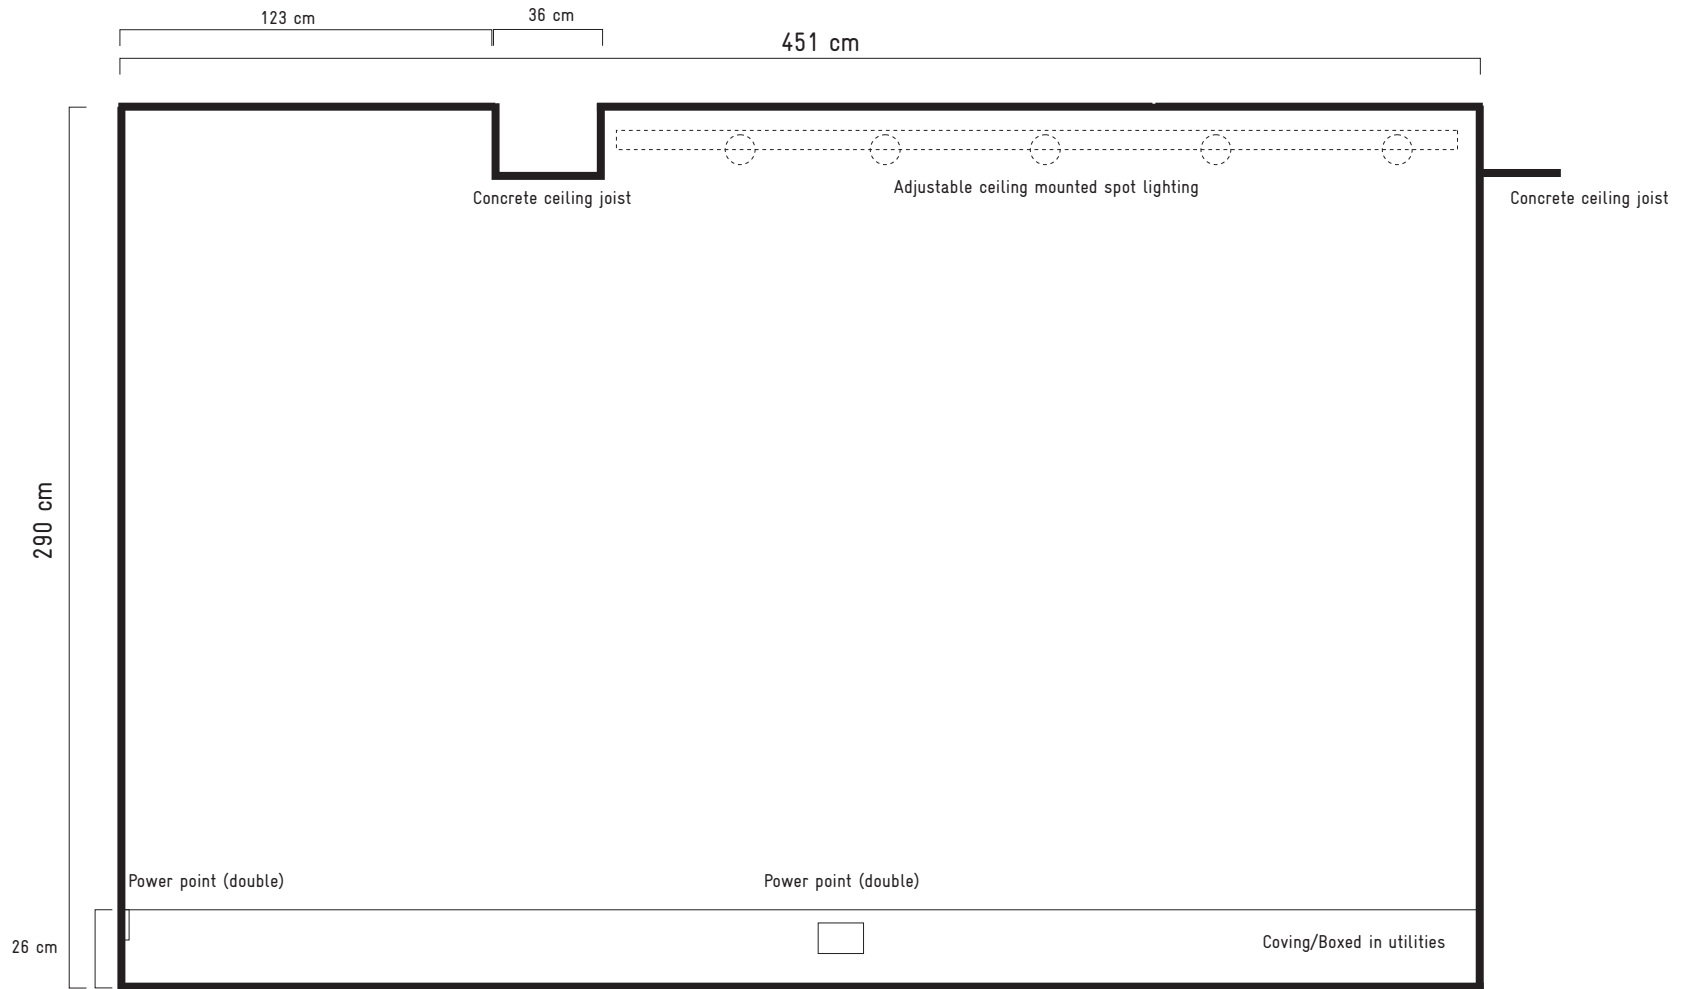 123 cm
36 cm
451 cm
Concrete ceiling joist
Adjustable ceiling mounted spot lighting
Concrete ceiling joist
290 cm
Power point (double)
Power point (double)
26 cm
Coving/Boxed in utilities